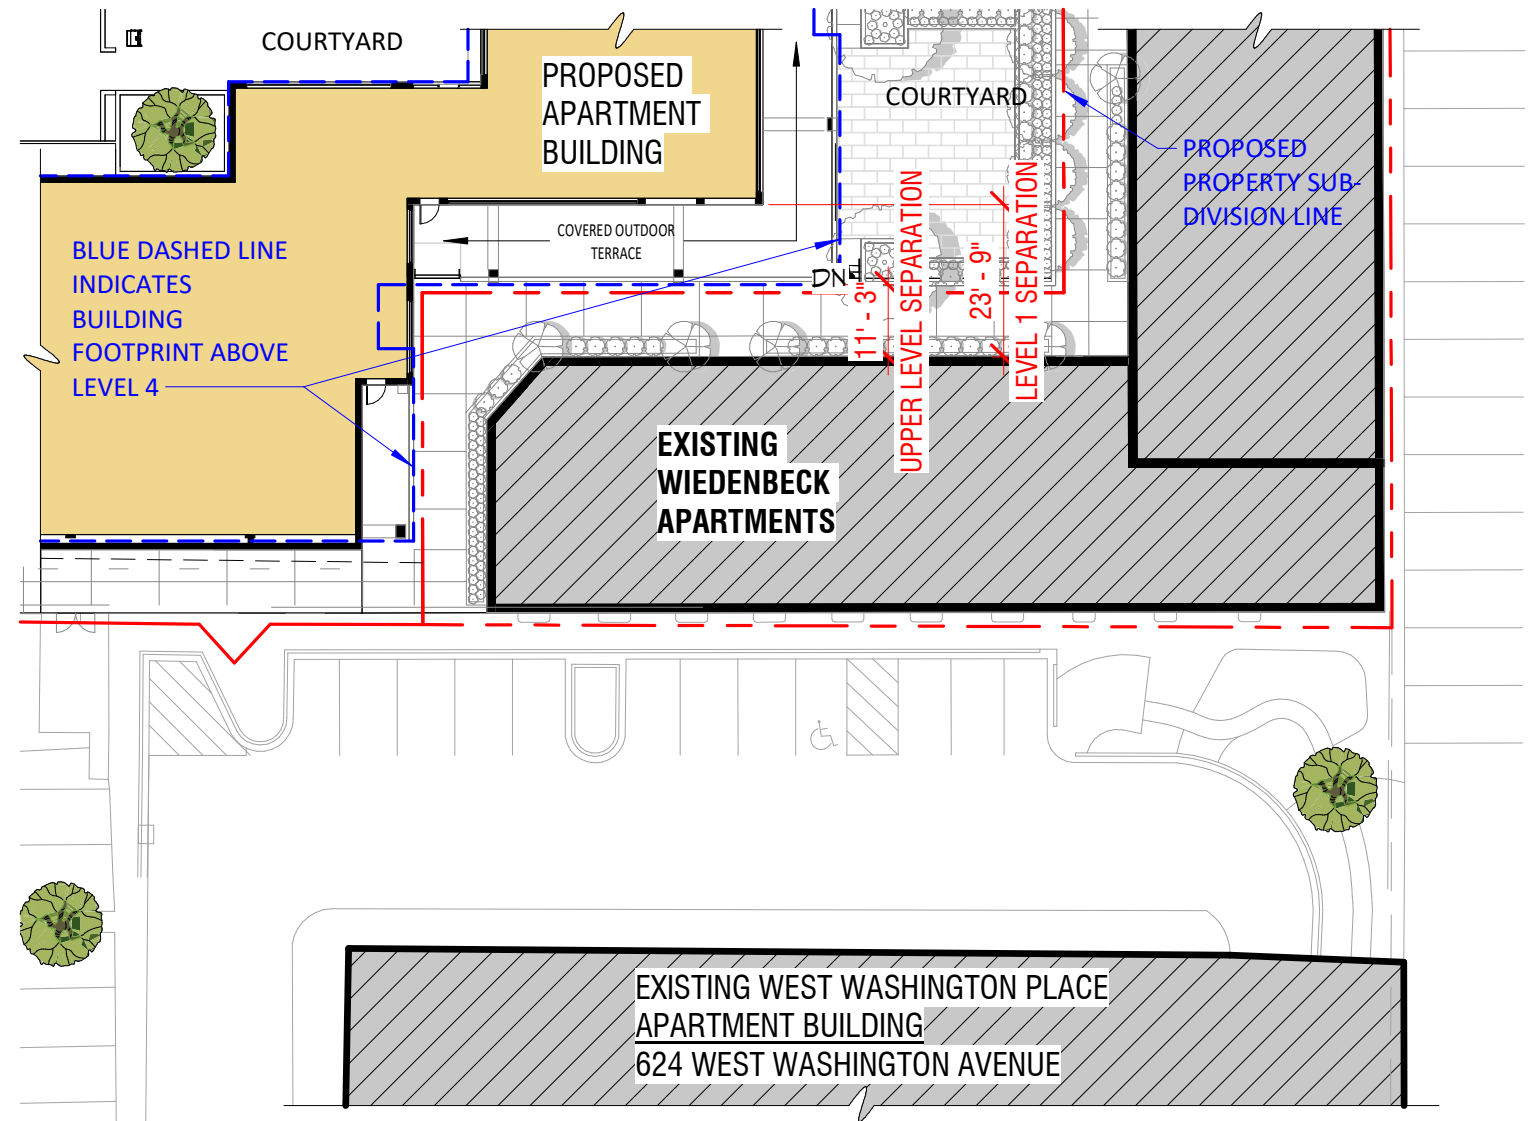 COURTYARD
PROPOSED
APARTMENT
BUILDING
COURTYARD
PROPOSED
PROPERTY SUB-
DIVISION LINE
BLUE DASHED LINE
INDICATES
BUILDING
FOOTPRINT ABOVE
LEVEL 4
COVERED OUTDOOR
TERRACE
DN
11' - 3"
UPPER LEVEL SEPARATION
23' - 9"
LEVEL 1 SEPARATION
EXISTING
WIEDENBECK
APARTMENTS
EXISTING WEST WASHINGTON PLACE
APARTMENT BUILDING
624 WEST WASHINGTON AVENUE